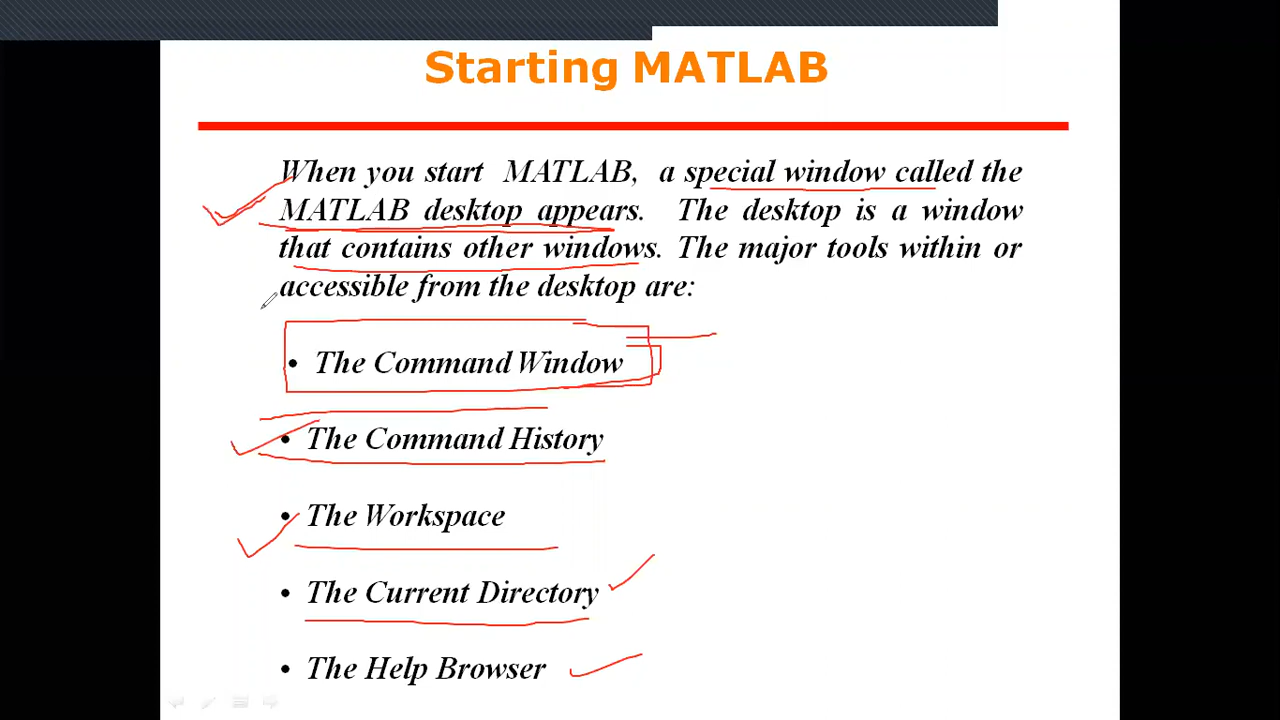 Starting MATLAB
When you start MATLAB, a special window called the
MATLAB desktop appears. The desktop is a window
that contains other windows. The major tools within or
accessible from the desktop are:
• The Command Window
• The Command History
• The Workspace
• The Current Directory
• The Help Browser